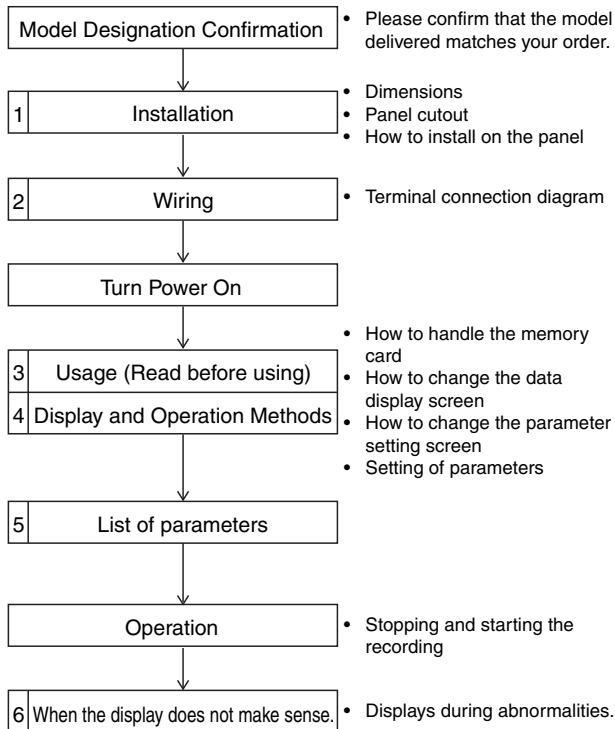 Model Designation Confirmation
• Please confirm that the model
delivered matches your order.
1 Installation
• Dimensions
• Panel cutout
• How to install on the panel
2 Wiring
• Terminal connection diagram
Turn Power On
3 Usage (Read before using)
4 Display and Operation Methods
• How to handle the memory
card
• How to change the data
display screen
• How to change the parameter
setting screen
• Setting of parameters
5 List of parameters
Operation
• Stopping and starting the
recording
6 When the display does not make sense.
• Displays during abnormalities.